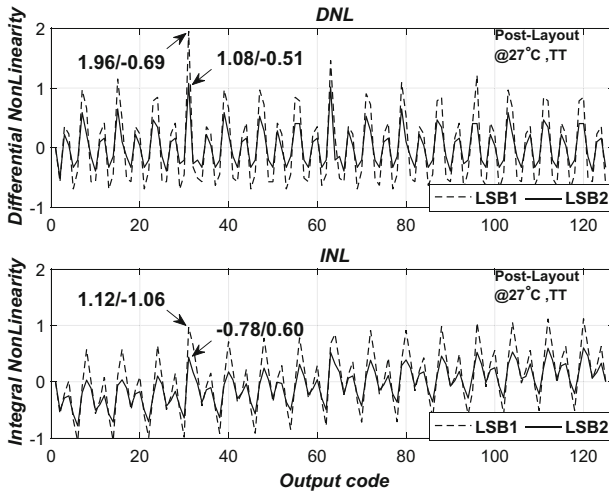 DNL
Differential NonLinearity
2
1
0
-1
1.96/-0.69
1.08/-0.51
Post-Layout
@27°C ,TT
LSB1
LSB2
0
20
40
60
80
100
120
INL
Integral NonLinearity
2
1
0
-1
1.12/-1.06
-0.78/0.60
Post-Layout
@27°C ,TT
LSB1
LSB2
0
20
40
60
80
100
120
Output code